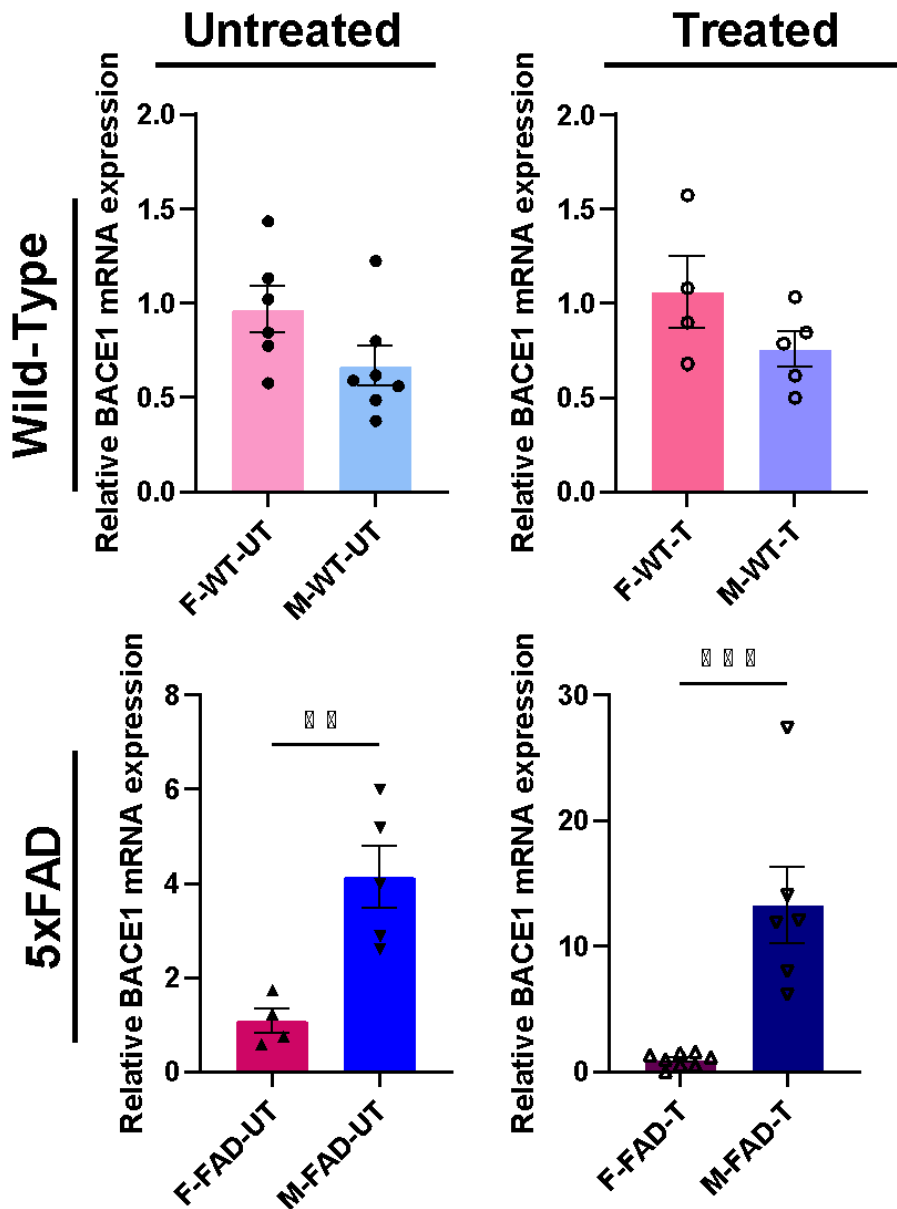 Untreated
Treated
Wild-Type
Relative BACE1 mRNA expression
2.0
1.5
1.0
0.5
0.0
F-WT-UT
M-WT-UT
Relative BACE1 mRNA expression
2.0
1.5
1.0
0.5
0.0
F-WT-T
M-WT-T
5xFAD
Relative BACE1 mRNA expression
8
6
4
2
0
F-FAD-UT
M-FAD-UT
Relative BACE1 mRNA expression
30
20
10
0
F-FAD-T
M-FAD-T